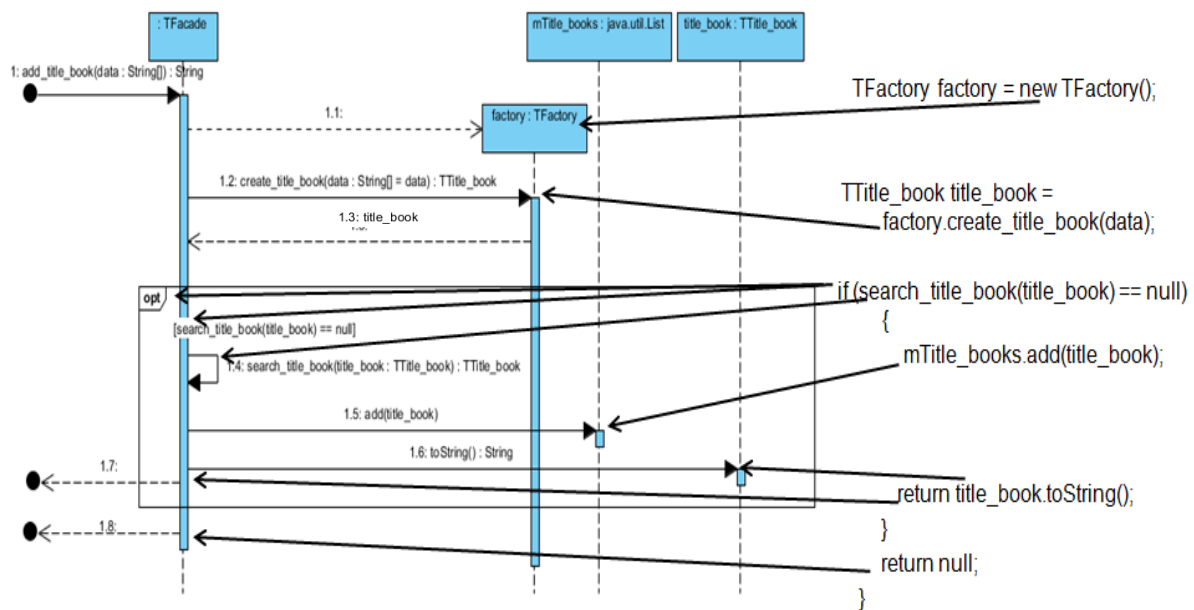 : TFacade
mTitle_books : java.util.List
title_book : TTitle_book
1: add_title_book(data : String[]) : String
TFactory factory = new TFactory();
1.1:
factory : TFactory
1.2: create_title_book(data : String[] = data) : TTitle_book
TTitle_book title_book =
factory.create_title_book(data);
1.3: title_book
opt
if (search_title_book(title_book) == null)
{
[search_title_book(title_book) == null]
1.4: search_title_book(title_book : TTitle_book) : TTitle_book
mTitle_books.add(title_book);
1.5: add(title_book)
1.6: toString() : String
1.7:
return title_book.toString();
}
1.8:
return null;
}